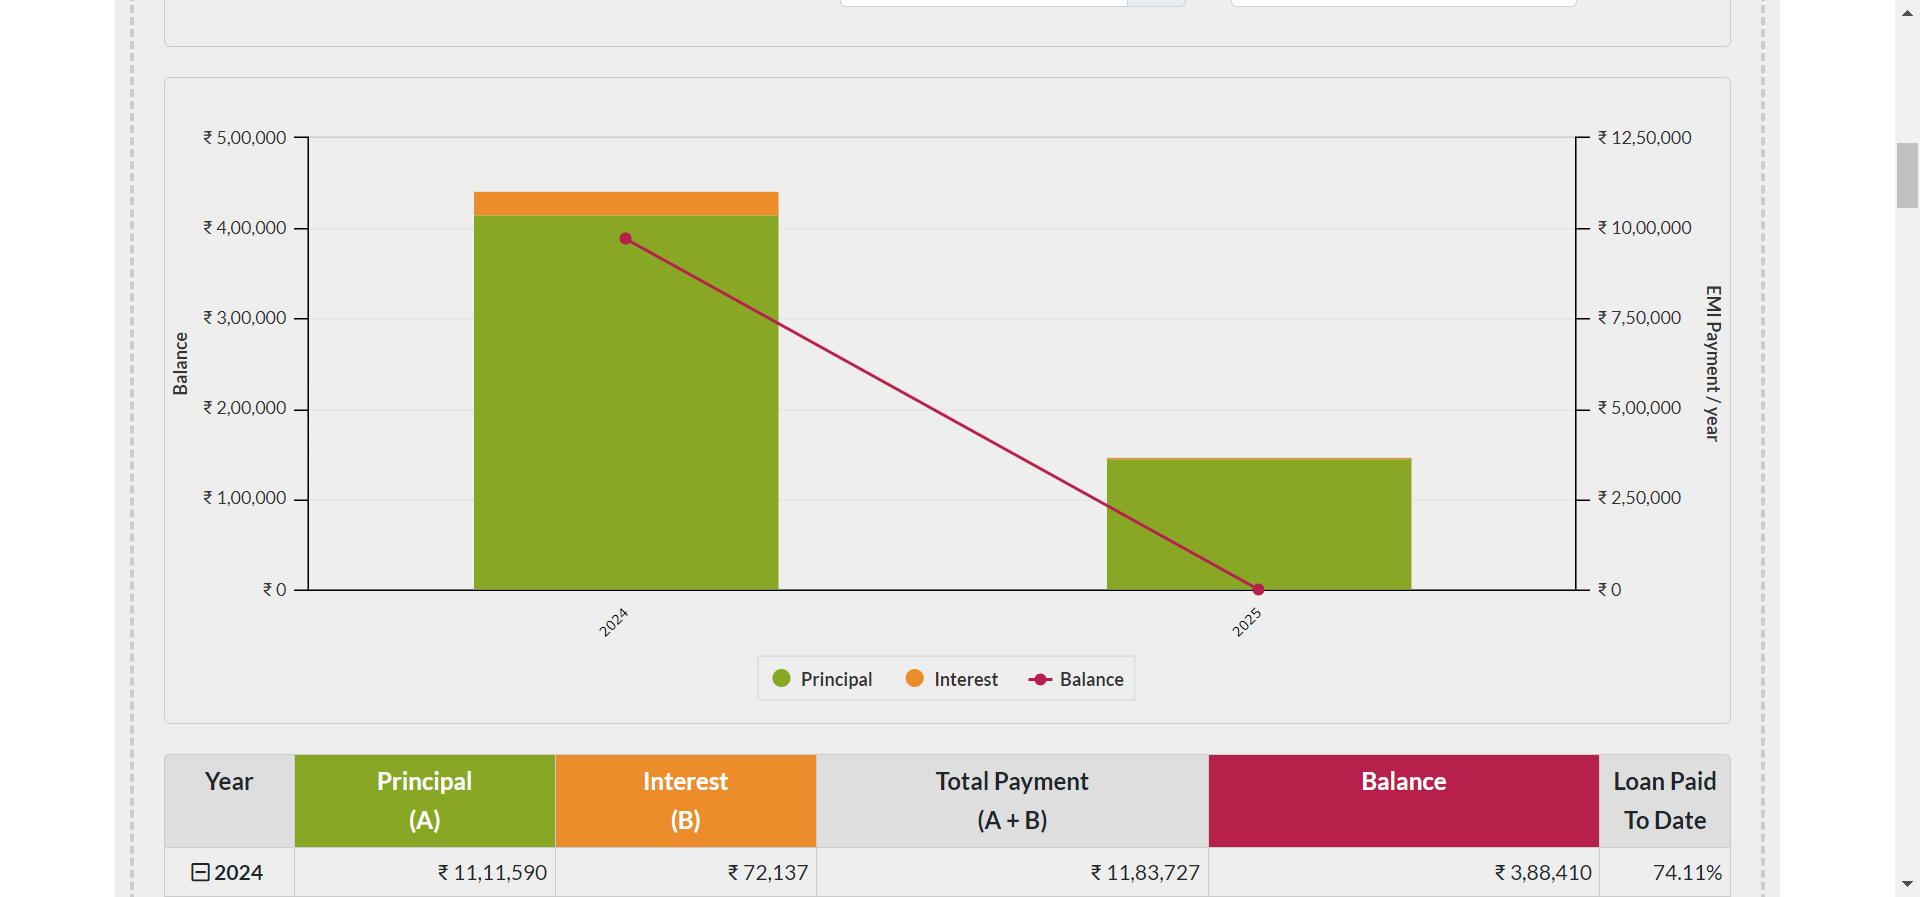 ₹ 5,00,000
₹ 4,00,000
₹ 3,00,000
₹ 2,00,000
₹ 1,00,000
₹ 0
Balance
₹ 12,50,000
₹ 10,00,000
₹ 7,50,000
₹ 5,00,000
₹ 2,50,000
₹ 0
EMI Payment / year
2024
2025
Principal Interest Balance
Year Principal Interest Total Payment Balance Loan Paid
(A) (B) (A + B) To Date
2024 ₹ 11,11,590 ₹ 72,137 ₹ 11,83,727 ₹ 3,88,410 74.11%